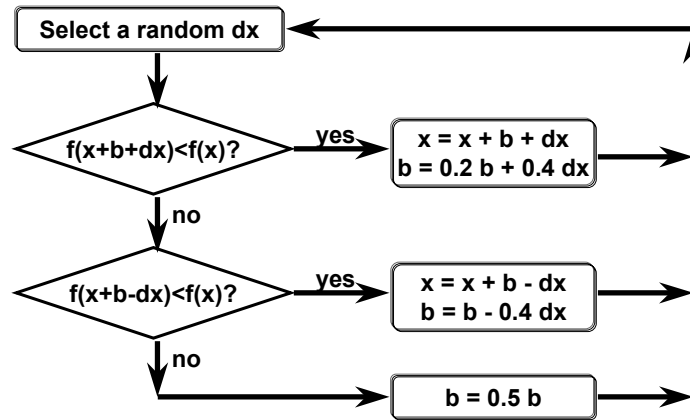 Select a random dx
f(x+b+dx)<f(x)?
yes
x = x + b + dx
b = 0.2 b + 0.4 dx
no
f(x+b-dx)<f(x)?
yes
x = x + b - dx
b = b - 0.4 dx
no
b = 0.5 b